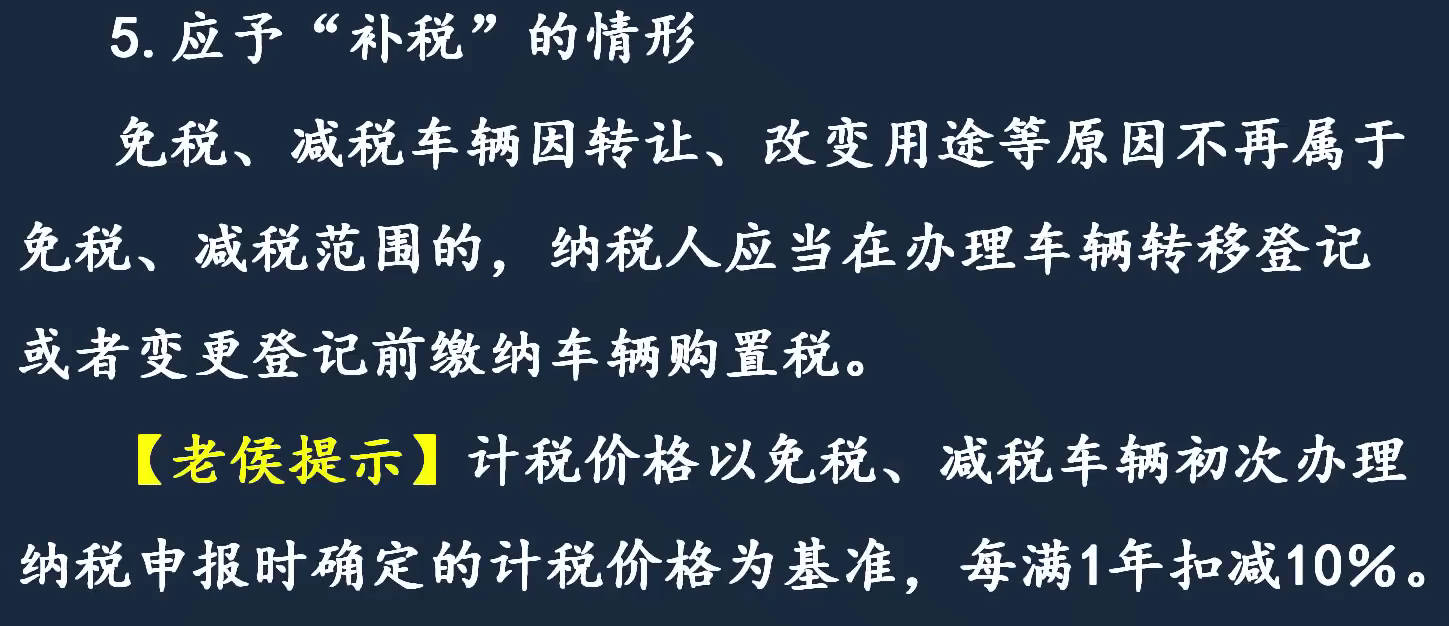 5.应予“补税”的情形
免税、减税车辆因转让、改变用途等原因不再属于
免税、减税范围的，纳税人应当在办理车辆转移登记
或者变更登记前缴纳车辆购置税。
【老侯提示】计税价格以免税、减税车辆初次办理
纳税申报时确定的计税价格为基准，每满1年扣减10%。